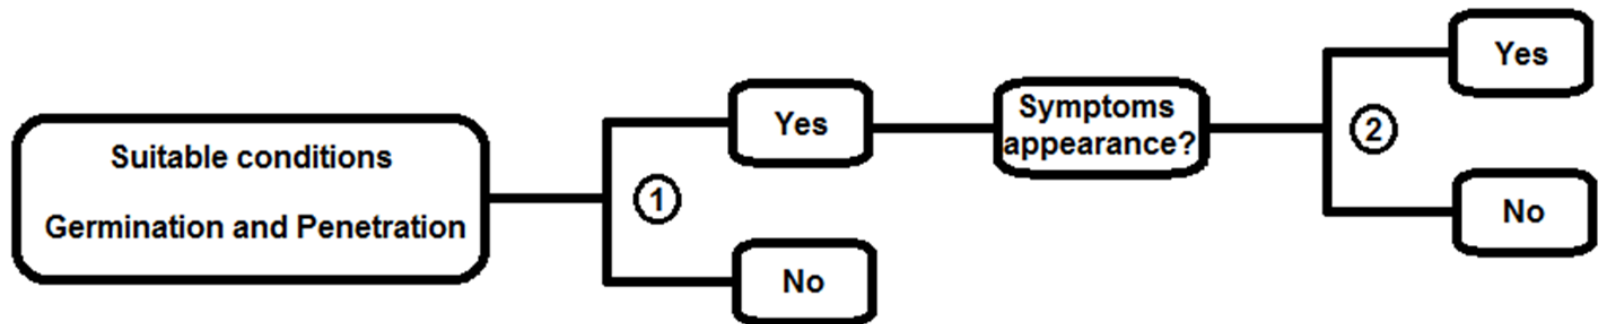 Suitable conditions
Germination and Penetration
1
Yes
No
Symptoms
appearance?
2
Yes
No